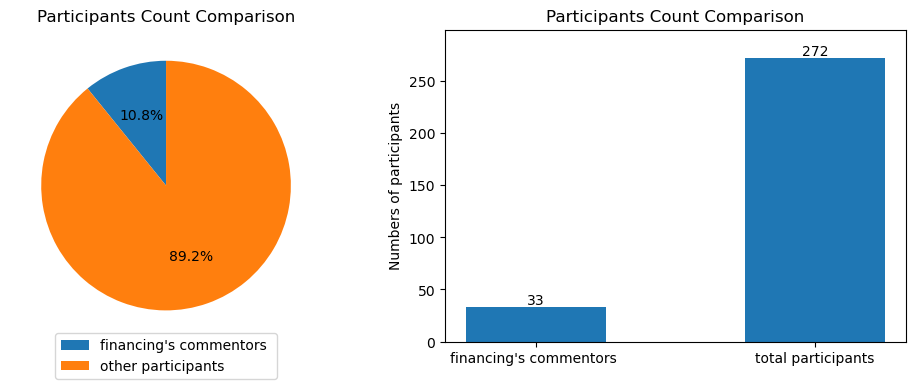 Participants Count Comparison
10.8%
89.2%
financing's commentors
other participants
Participants Count Comparison
Numbers of participants
250
200
150
100
50
0
33
272
financing's commentors
total participants